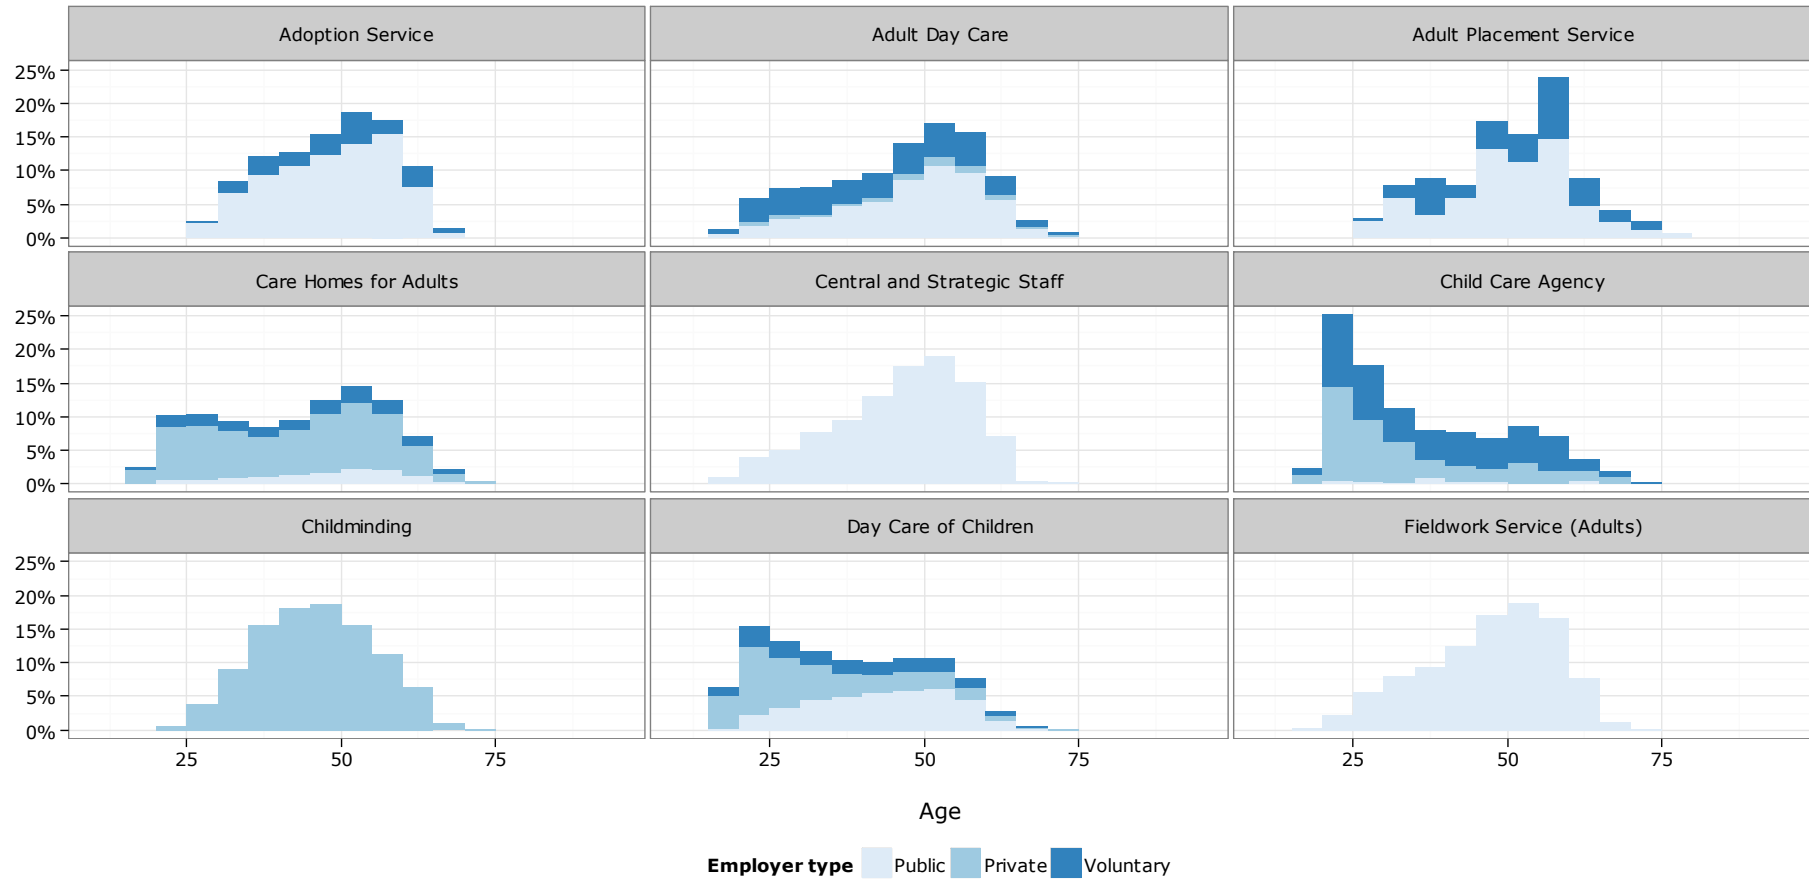 Adoption Service
Adult Day Care
Adult Placement Service
25%
20%
15%
10%
5%
0%
Care Homes for Adults
Central and Strategic Staff
Child Care Agency
25%
20%
15%
10%
5%
0%
Childminding
Day Care of Children
Fieldwork Service (Adults)
25%
20%
15%
10%
5%
0%
25 50 75
25 50 75
25 50 75
Age
Employer type Public Private Voluntary